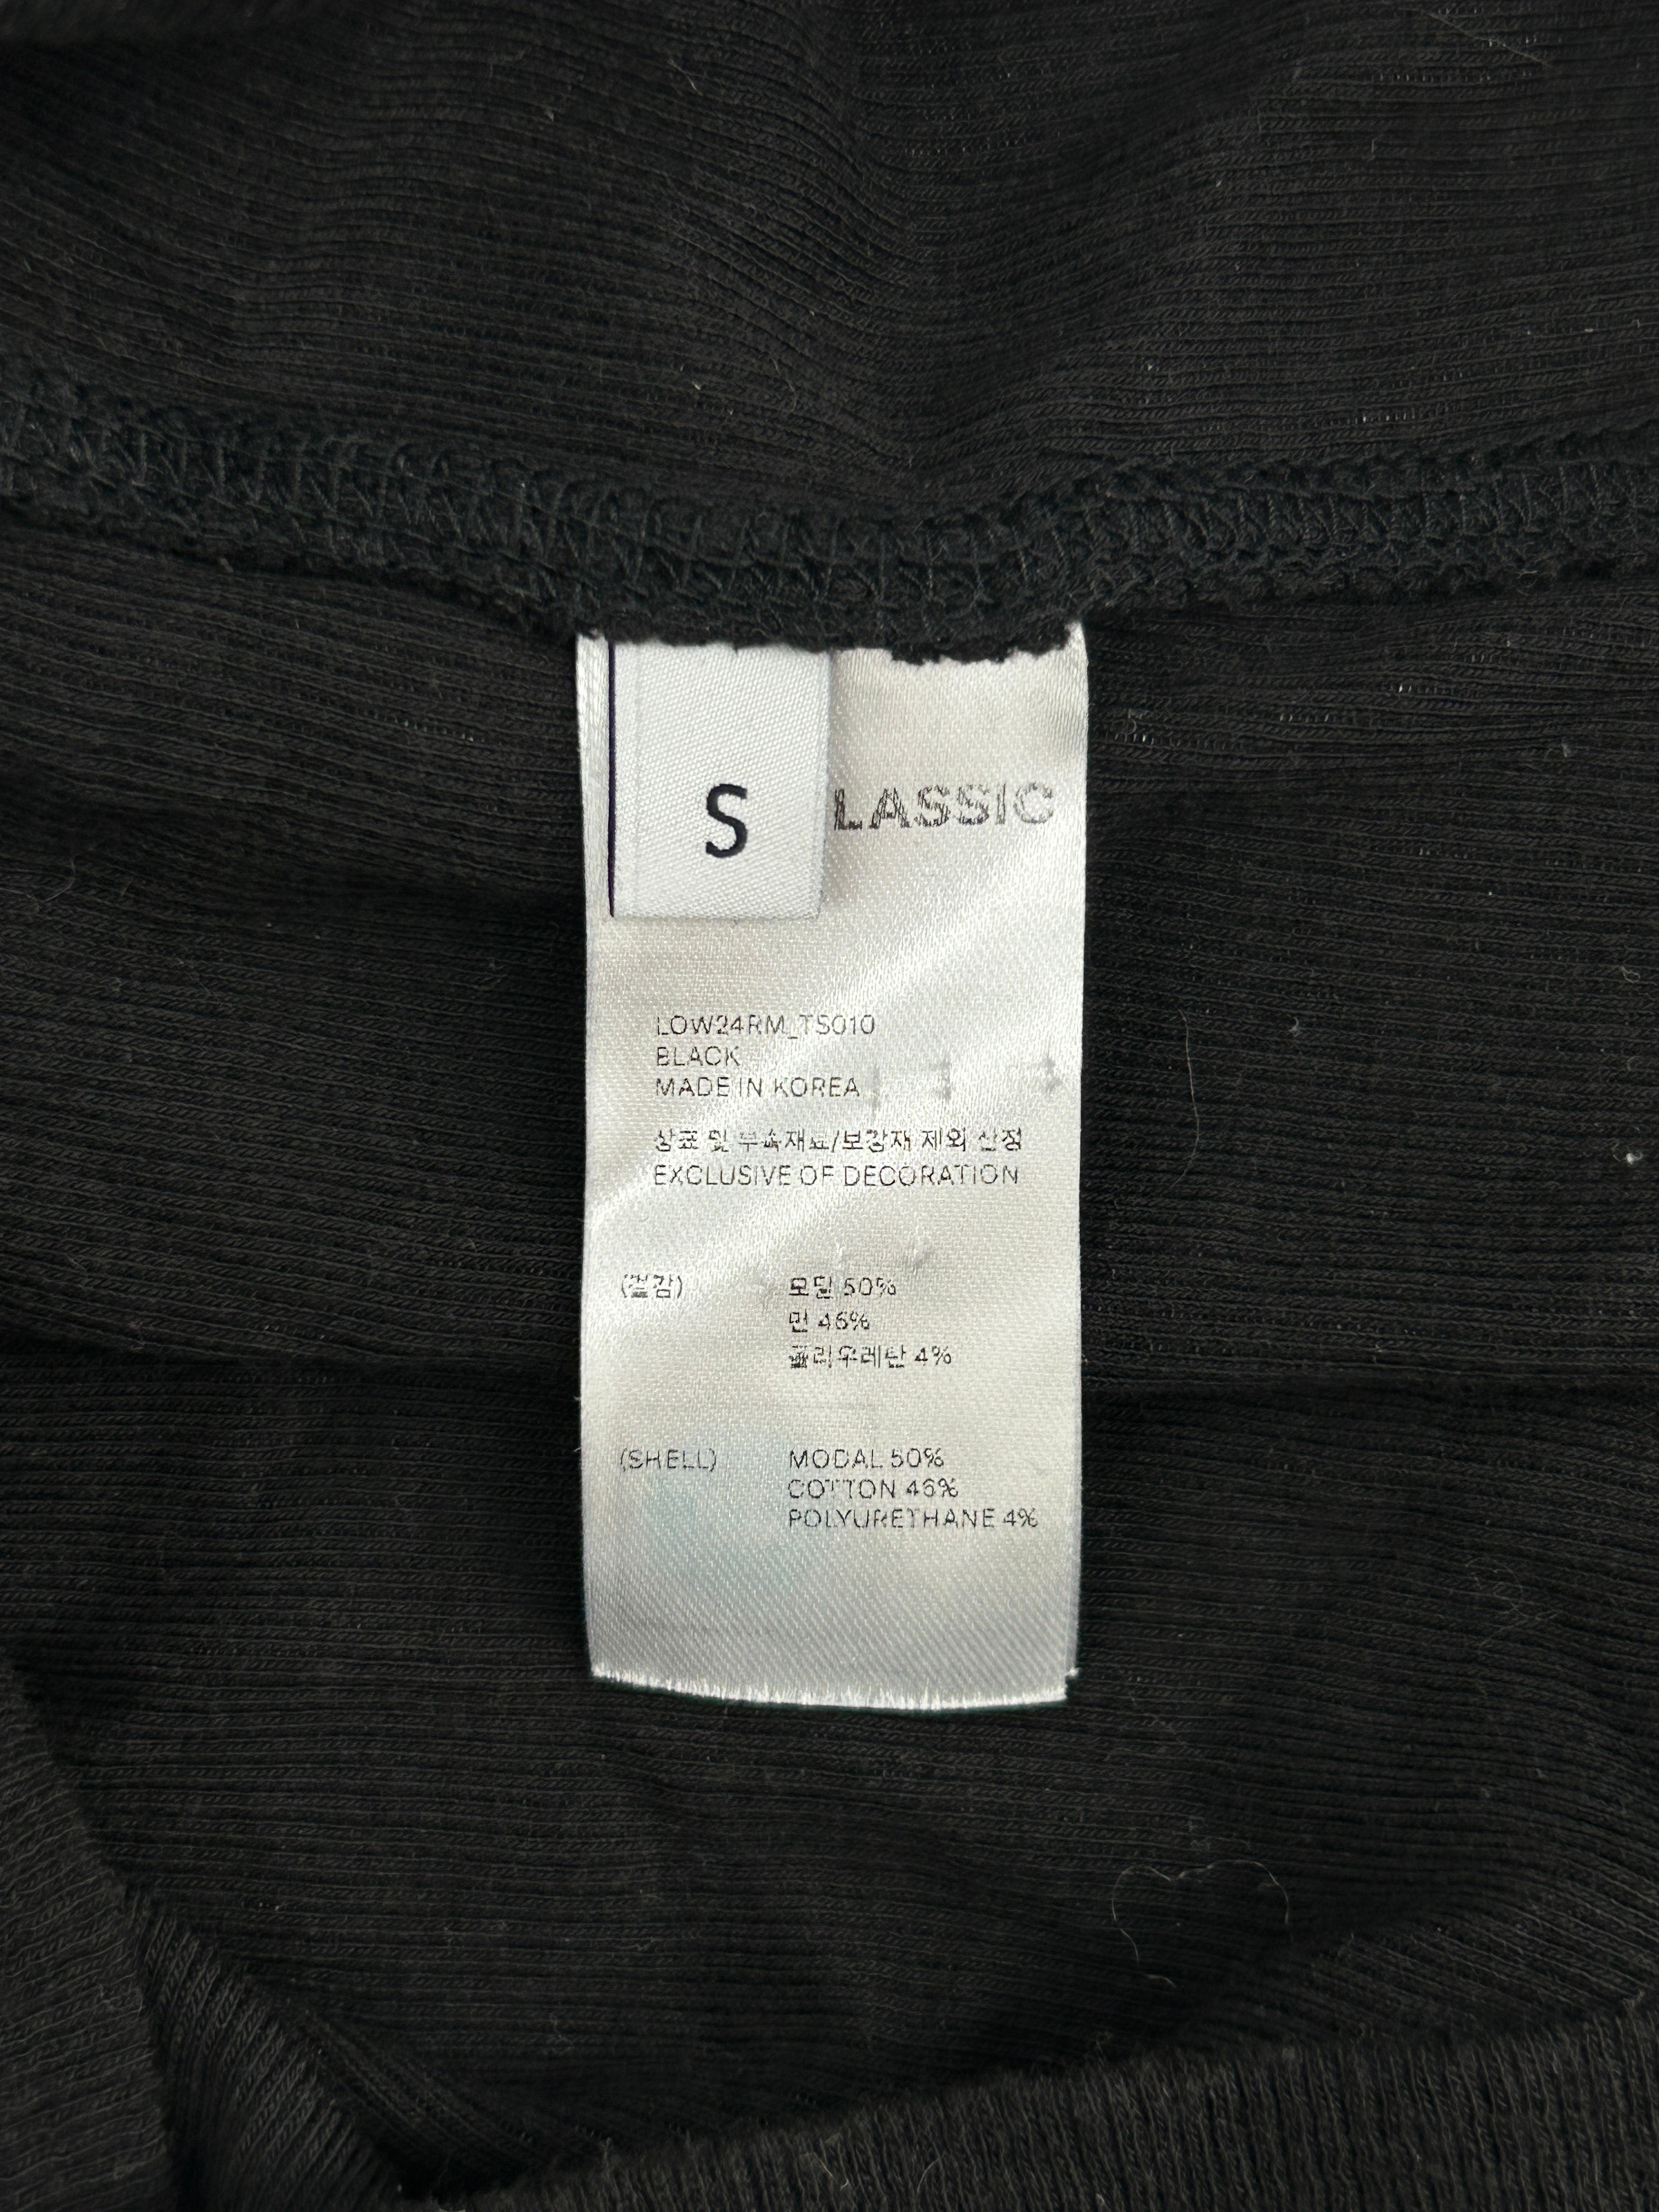 S
LASSIC
LOW24RM_TS010
BLACK
MADE IN KOREA
상표 및 부속재료/보강재 제외 산정
EXCLUSIVE OF DECORATION
(겉감) 모달 50%
면 46%
폴리우레탄 4%
(SHELL) MODAL 50%
COTTON 46%
POLYURETHANE 4%